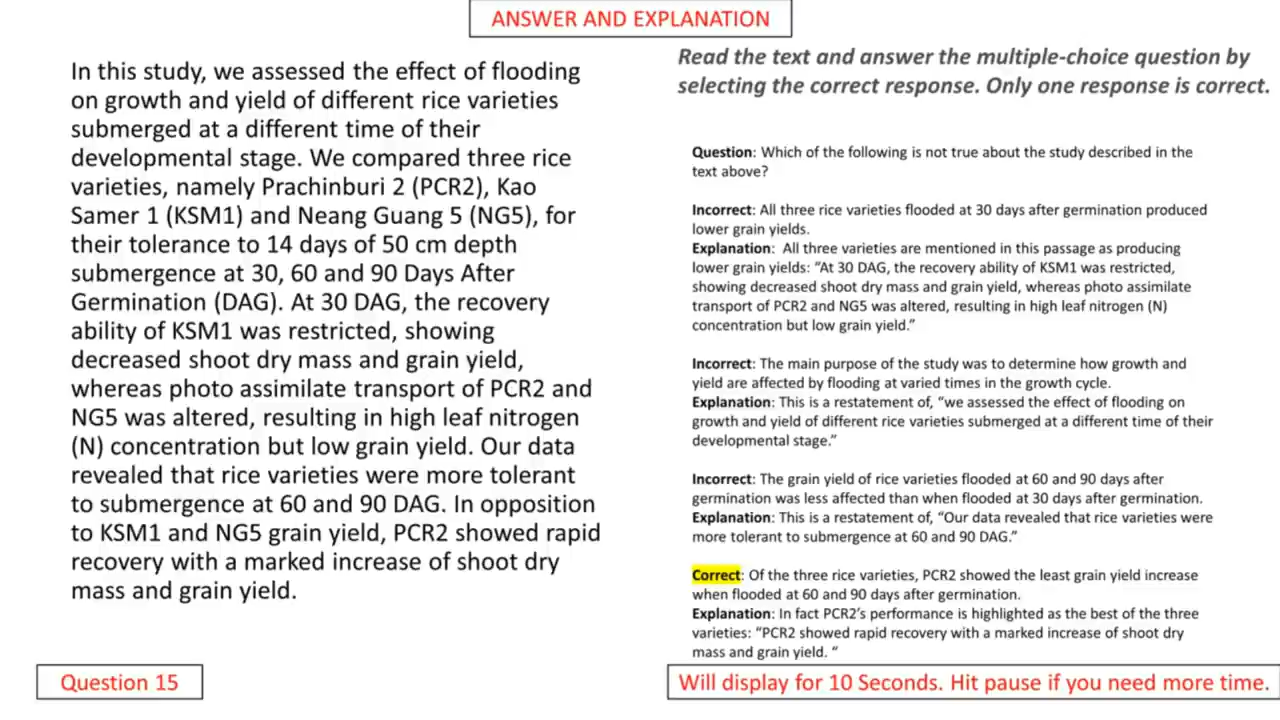 ANSWER AND EXPLANATION
In this study, we assessed the effect of flooding
on growth and yield of different rice varieties
submerged at a different time of their
developmental stage. We compared three rice
varieties, namely Prachinburi 2 (PCR2), Kao
Samer 1 (KSM1) and Neang Guang 5 (NG5), for
their tolerance to 14 days of 50 cm depth
submergence at 30, 60 and 90 Days After
Germination (DAG). At 30 DAG, the recovery
ability of KSM1 was restricted, showing
decreased shoot dry mass and grain yield,
whereas photo assimilate transport of PCR2 and
NG5 was altered, resulting in high leaf nitrogen
(N) concentration but low grain yield. Our data
revealed that rice varieties were more tolerant
to submergence at 60 and 90 DAG. In opposition
to KSM1 and NG5 grain yield, PCR2 showed rapid
recovery with a marked increase of shoot dry
mass and grain yield.
Read the text and answer the multiple-choice question by
selecting the correct response. Only one response is correct.
Question: Which of the following is not true about the study described in the
text above?
Incorrect: All three rice varieties flooded at 30 days after germination produced
lower grain yields.
Explanation: All three varieties are mentioned in this passage as producing
lower grain yields: “At 30 DAG, the recovery ability of KSM1 was restricted,
showing decreased shoot dry mass and grain yield, whereas photo assimilate
transport of PCR2 and NG5 was altered, resulting in high leaf nitrogen (N)
concentration but low grain yield.”
Incorrect: The main purpose of the study was to determine how growth and
yield are affected by flooding at varied times in the growth cycle.
Explanation: This is a restatement of, “we assessed the effect of flooding on
growth and yield of different rice varieties submerged at a different time of their
developmental stage.”
Incorrect: The grain yield of rice varieties flooded at 60 and 90 days after
germination was less affected than when flooded at 30 days after germination.
Explanation: This is a restatement of, “Our data revealed that rice varieties were
more tolerant to submergence at 60 and 90 DAG.”
Correct: Of the three rice varieties, PCR2 showed the least grain yield increase
when flooded at 60 and 90 days after germination.
Explanation: In fact PCR2’s performance is highlighted as the best of the three
varieties: “PCR2 showed rapid recovery with a marked increase of shoot dry
mass and grain yield. “
Question 15
Will display for 10 Seconds. Hit pause if you need more time.